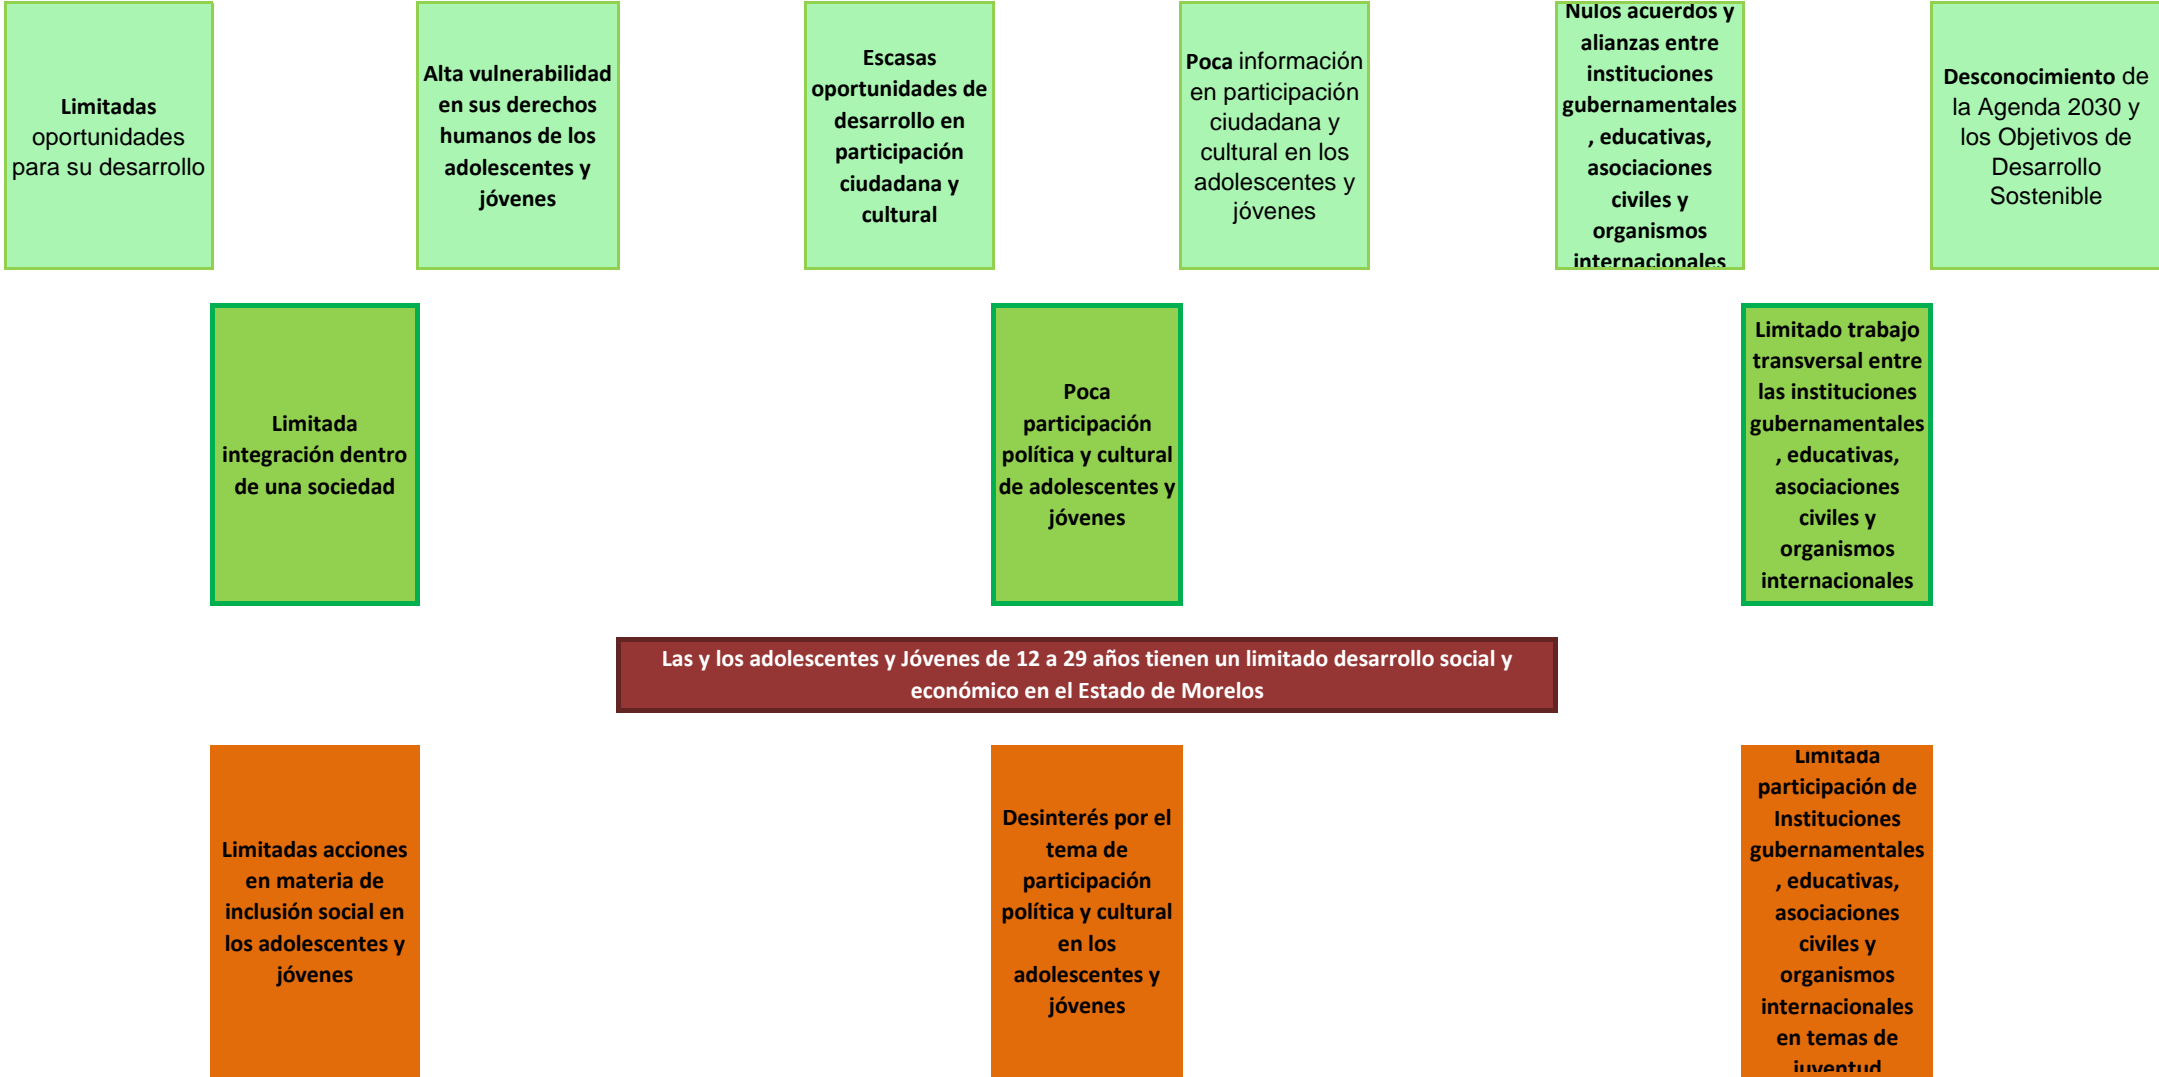 Limitadas
oportunidades
para su desarrollo
Alta vulnerabilidad
en sus derechos
humanos de los
adolescentes y
jóvenes
Escasas
oportunidades de
desarrollo en
participación
ciudadana y
cultural
Poca información
en participación
ciudadana y
cultural en los
adolescentes y
jóvenes
Nulos acuerdos y
alianzas entre
instituciones
gubernamentales
, educativas,
asociaciones
civiles y
organismos
internacionales
Desconocimiento de
la Agenda 2030 y
los Objetivos de
Desarrollo
Sostenible
Limitada
integración dentro
de una sociedad
Poca
participación
política y cultural
de adolescentes y
jóvenes
Limitado trabajo
transversal entre
las instituciones
gubernamentales
, educativas,
asociaciones
civiles y
organismos
internacionales
Las y los adolescentes y Jóvenes de 12 a 29 años tienen un limitado desarrollo social y
económico en el Estado de Morelos
Limitadas acciones
en materia de
inclusión social en
los adolescentes y
jóvenes
Desinterés por el
tema de
participación
política y cultural
en los
adolescentes y
jóvenes
Limitada
participación de
Instituciones
gubernamentales
, educativas,
asociaciones
civiles y
organismos
internacionales
en temas de
juventud